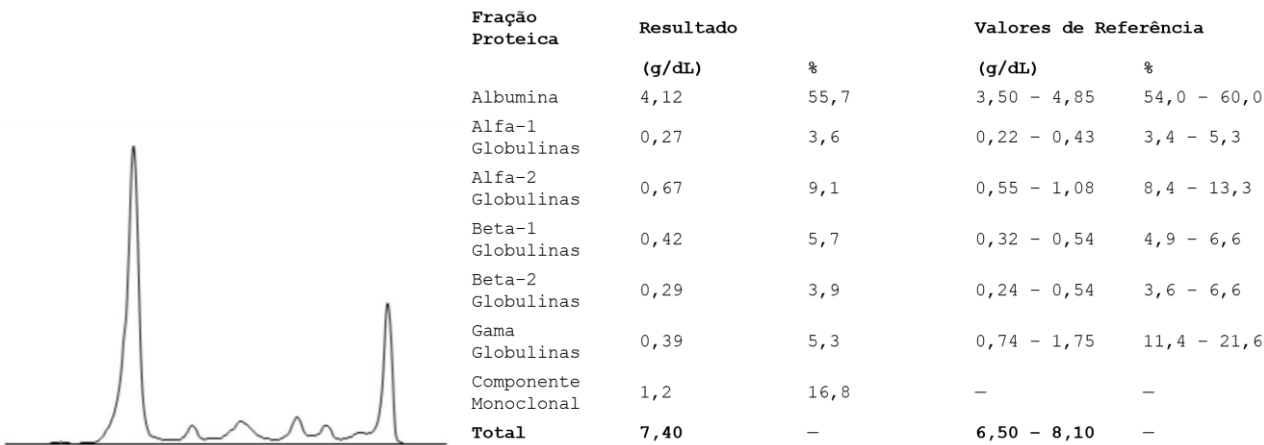 Fração Proteica Resultado Valores de Referência
(g/dL) % (g/dL) %
Albumina 4,12 55,7 3,50 – 4,85 54,0 – 60,0
Alfa-1 Globulinas 0,27 3,6 0,22 – 0,43 3,4 – 5,3
Alfa-2 Globulinas 0,67 9,1 0,55 – 1,08 8,4 – 13,3
Beta-1 Globulinas 0,42 5,7 0,32 – 0,54 4,9 – 6,6
Beta-2 Globulinas 0,29 3,9 0,24 – 0,54 3,6 – 6,6
Gama Globulinas 0,39 5,3 0,74 – 1,75 11,4 – 21,6
Componente Monoclonal 1,2 16,8 — —
Total 7,40 — 6,50 – 8,10 —